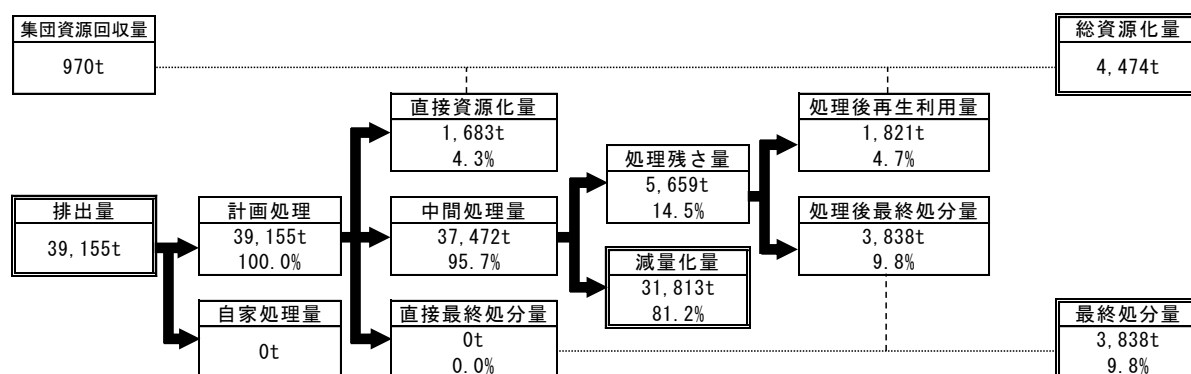 集団資源回収量
970t
総資源化量
4,474t
直接資源化量
1,683t
4.3%
処理後再生利用量
1,821t
4.7%
処理残さ量
5,659t
14.5%
排出量
39,155t
計画処理
39,155t
100.0%
中間処理量
37,472t
95.7%
処理後最終処分量
3,838t
9.8%
減量化量
31,813t
81.2%
自家処理量
0t
直接最終処分量
0t
0.0%
最終処分量
3,838t
9.8%